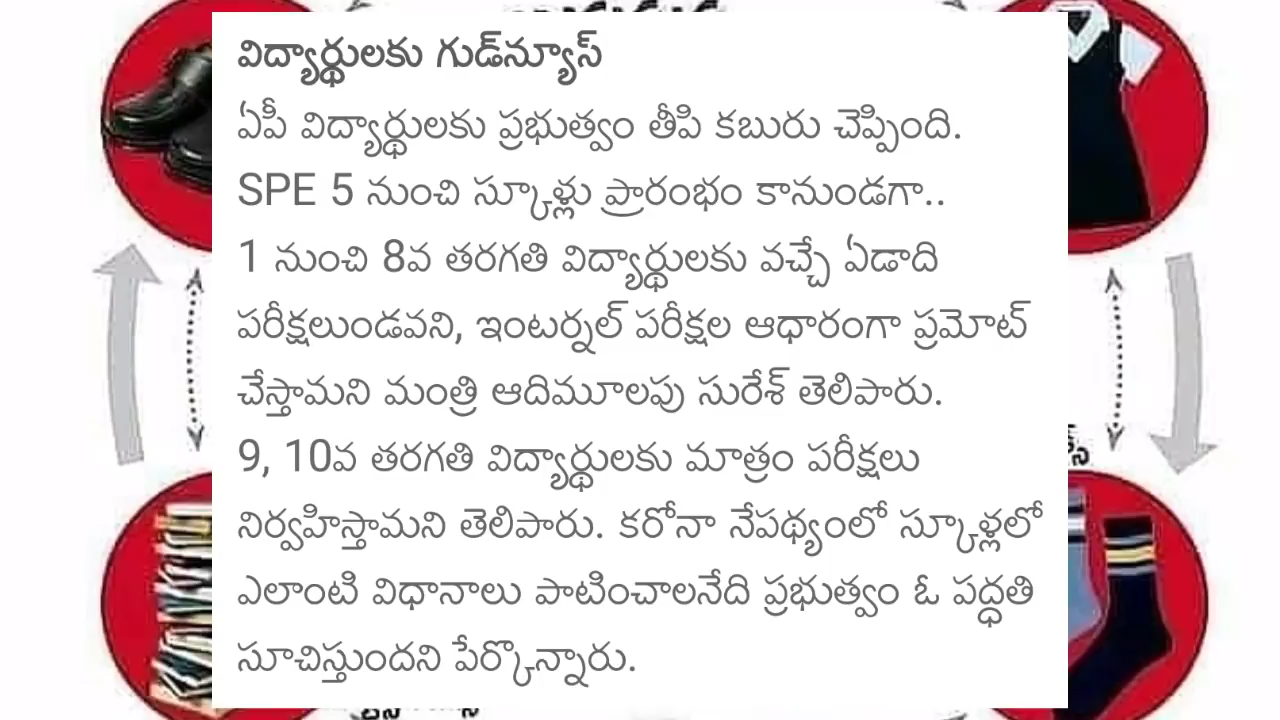 విద్యార్థులకు గుడ్‌న్యూస్
ఏపీ విద్యార్థులకు ప్రభుత్వం తీపి కబురు చెప్పింది.
SPE 5 నుంచి స్కూళ్లు ప్రారంభం కానుండగా..
1 నుంచి 8వ తరగతి విద్యార్థులకు వచ్చే ఏడాది
పరీక్షలుండవని, ఇంటర్నల్ పరీక్షల ఆధారంగా ప్రమోట్
చేస్తామని మంత్రి ఆదిమూలపు సురేశ్ తెలిపారు.
9, 10వ తరగతి విద్యార్థులకు మాత్రం పరీక్షలు
నిర్వహిస్తామని తెలిపారు. కరోనా నేపథ్యంలో స్కూళ్లలో
ఎలాంటి విధానాలు పాటించాలనేది ప్రభుత్వం ఓ పద్ధతి
సూచిస్తుందని పేర్కొన్నారు.